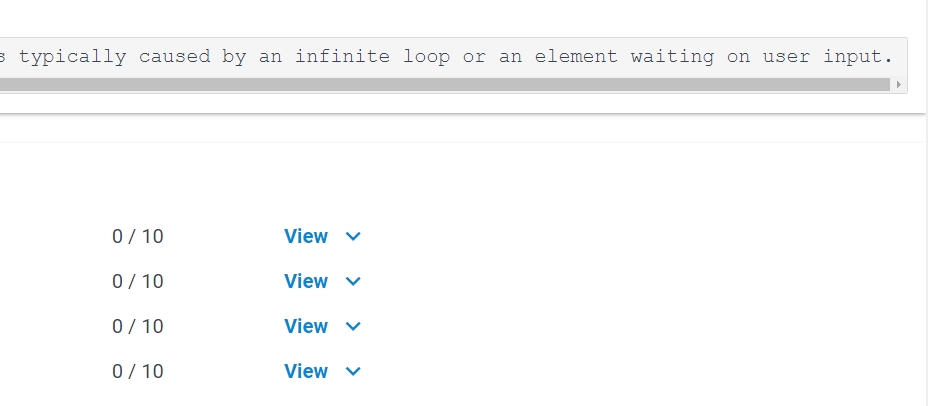 s typically caused by an infinite loop or an element waiting on user input.
0 / 10 View
0 / 10 View
0 / 10 View
0 / 10 View